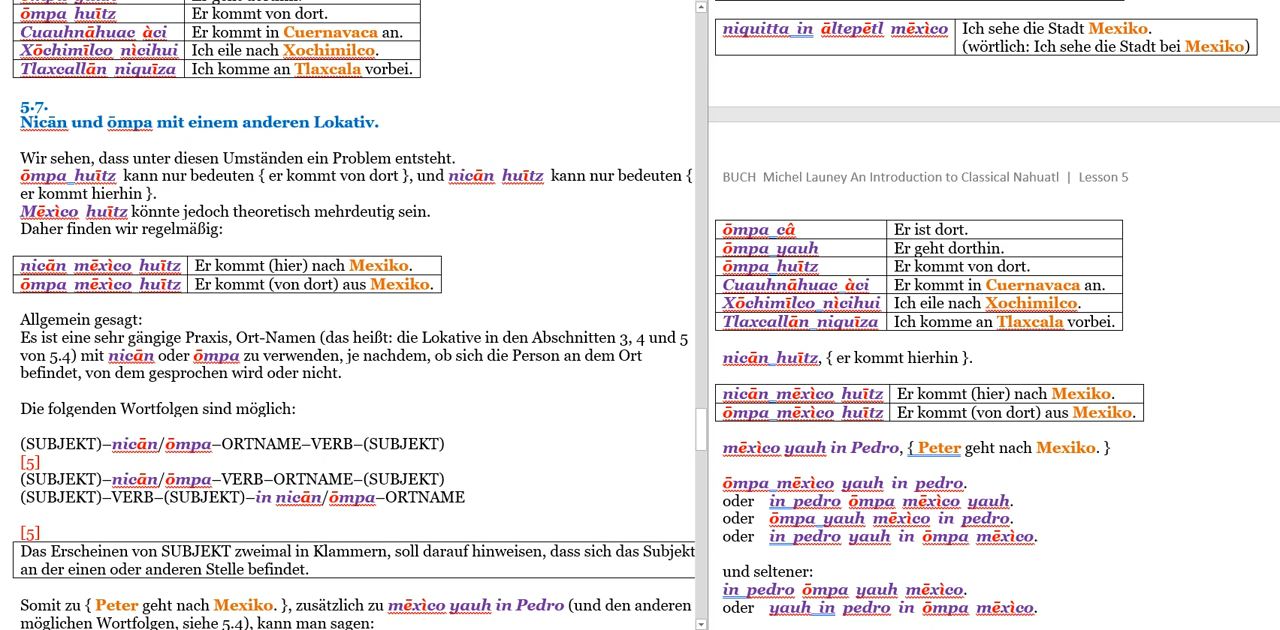 ōmpa huītz Er kommt von dort.
Cuauhnāhuac àci Er kommt in Cuernavaca an.
Xōchimīlco nìcihui Ich eile nach Xochimilco.
Tlaxcallān niquīza Ich komme an Tlaxcala vorbei.
5.7.
Nicān und ōmpa mit einem anderen Lokativ.
Wir sehen, dass unter diesen Umständen ein Problem entsteht.
ōmpa huītz kann nur bedeuten { er kommt von dort }, und nicān huītz kann nur bedeuten {
er kommt hierhin }.
Mēxìco huītz könnte jedoch theoretisch mehrdeutig sein.
Daher finden wir regelmäßig:
nicān mēxìco huītz Er kommt (hier) nach Mexiko.
ōmpa mēxìco huītz Er kommt (von dort) aus Mexiko.
Allgemein gesagt:
Es ist eine sehr gängige Praxis, Ort-Namen (das heißt: die Lokative in den Abschnitten 3, 4 und 5
von 5.4) mit nicān oder ōmpa zu verwenden, je nachdem, ob sich die Person an dem Ort
befindet, von dem gesprochen wird oder nicht.
Die folgenden Wortfolgen sind möglich:
(SUBJEKT)–nicān/ōmpa–ORTNAME–VERB–(SUBJEKT)
[5]
(SUBJEKT)–nicān/ōmpa–VERB–ORTNAME–(SUBJEKT)
(SUBJEKT)–VERB–(SUBJEKT)–in nicān/ōmpa–ORTNAME
[5]
Das Erscheinen von SUBJEKT zweimal in Klammern, soll darauf hinweisen, dass sich das Subjekt
an der einen oder anderen Stelle befindet.
Somit zu { Peter geht nach Mexiko. }, zusätzlich zu mēxìco yauh in Pedro (und den anderen
möglichen Wortfolgen, siehe 5.4), kann man sagen:
niquitta in āltepētl mēxìco Ich sehe die Stadt Mexiko.
(wörtlich: Ich sehe die Stadt bei Mexiko)
BUCH Michel Launey An Introduction to Classical Nahuatl | Lesson 5
ōmpa câ Er ist dort.
ōmpa yauh Er geht dorthin.
ōmpa huītz Er kommt von dort.
Cuauhnāhuac àci Er kommt in Cuernavaca an.
Xōchimīlco nìcihui Ich eile nach Xochimilco.
Tlaxcallān niquīza Ich komme an Tlaxcala vorbei.
nicān huītz, { er kommt hierhin }.
nicān mēxìco huītz Er kommt (hier) nach Mexiko.
ōmpa mēxìco huītz Er kommt (von dort) aus Mexiko.
mēxìco yauh in Pedro, { Peter geht nach Mexiko. }
ōmpa mēxìco yauh in pedro.
oder in pedro ōmpa mēxìco yauh.
oder ōmpa yauh mēxìco in pedro.
oder in pedro yauh in ōmpa mēxìco.
und seltener:
in pedro ōmpa yauh mēxìco.
oder yauh in pedro in ōmpa mēxìco.